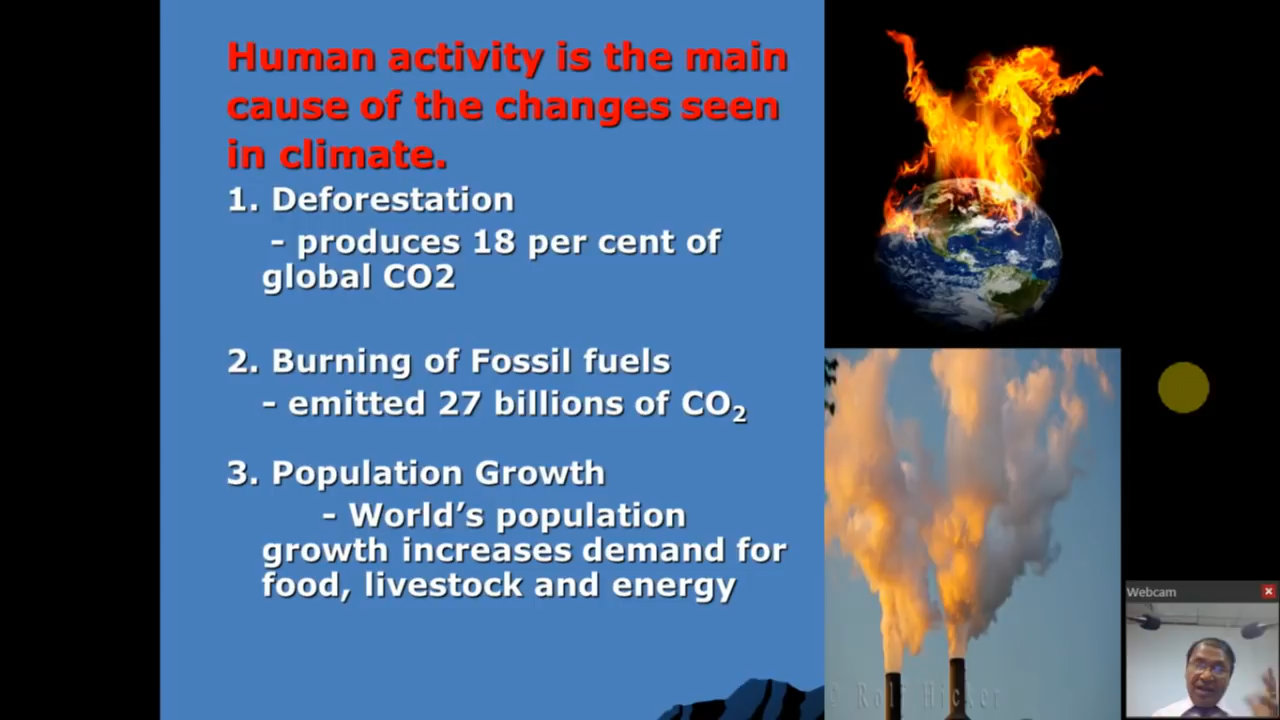 Human activity is the main
cause of the changes seen
in climate.
1. Deforestation
- produces 18 per cent of
global CO2
2. Burning of Fossil fuels
- emitted 27 billions of CO₂
3. Population Growth
- World's population
growth increases demand for
food, livestock and energy
© Rolf Hicker
Webcam